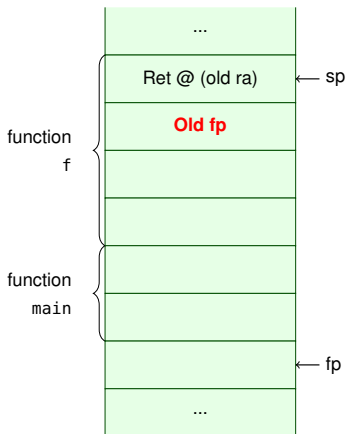 ...
Ret @ (old ra)
sp
Old fp
function
f
function
main
fp
...